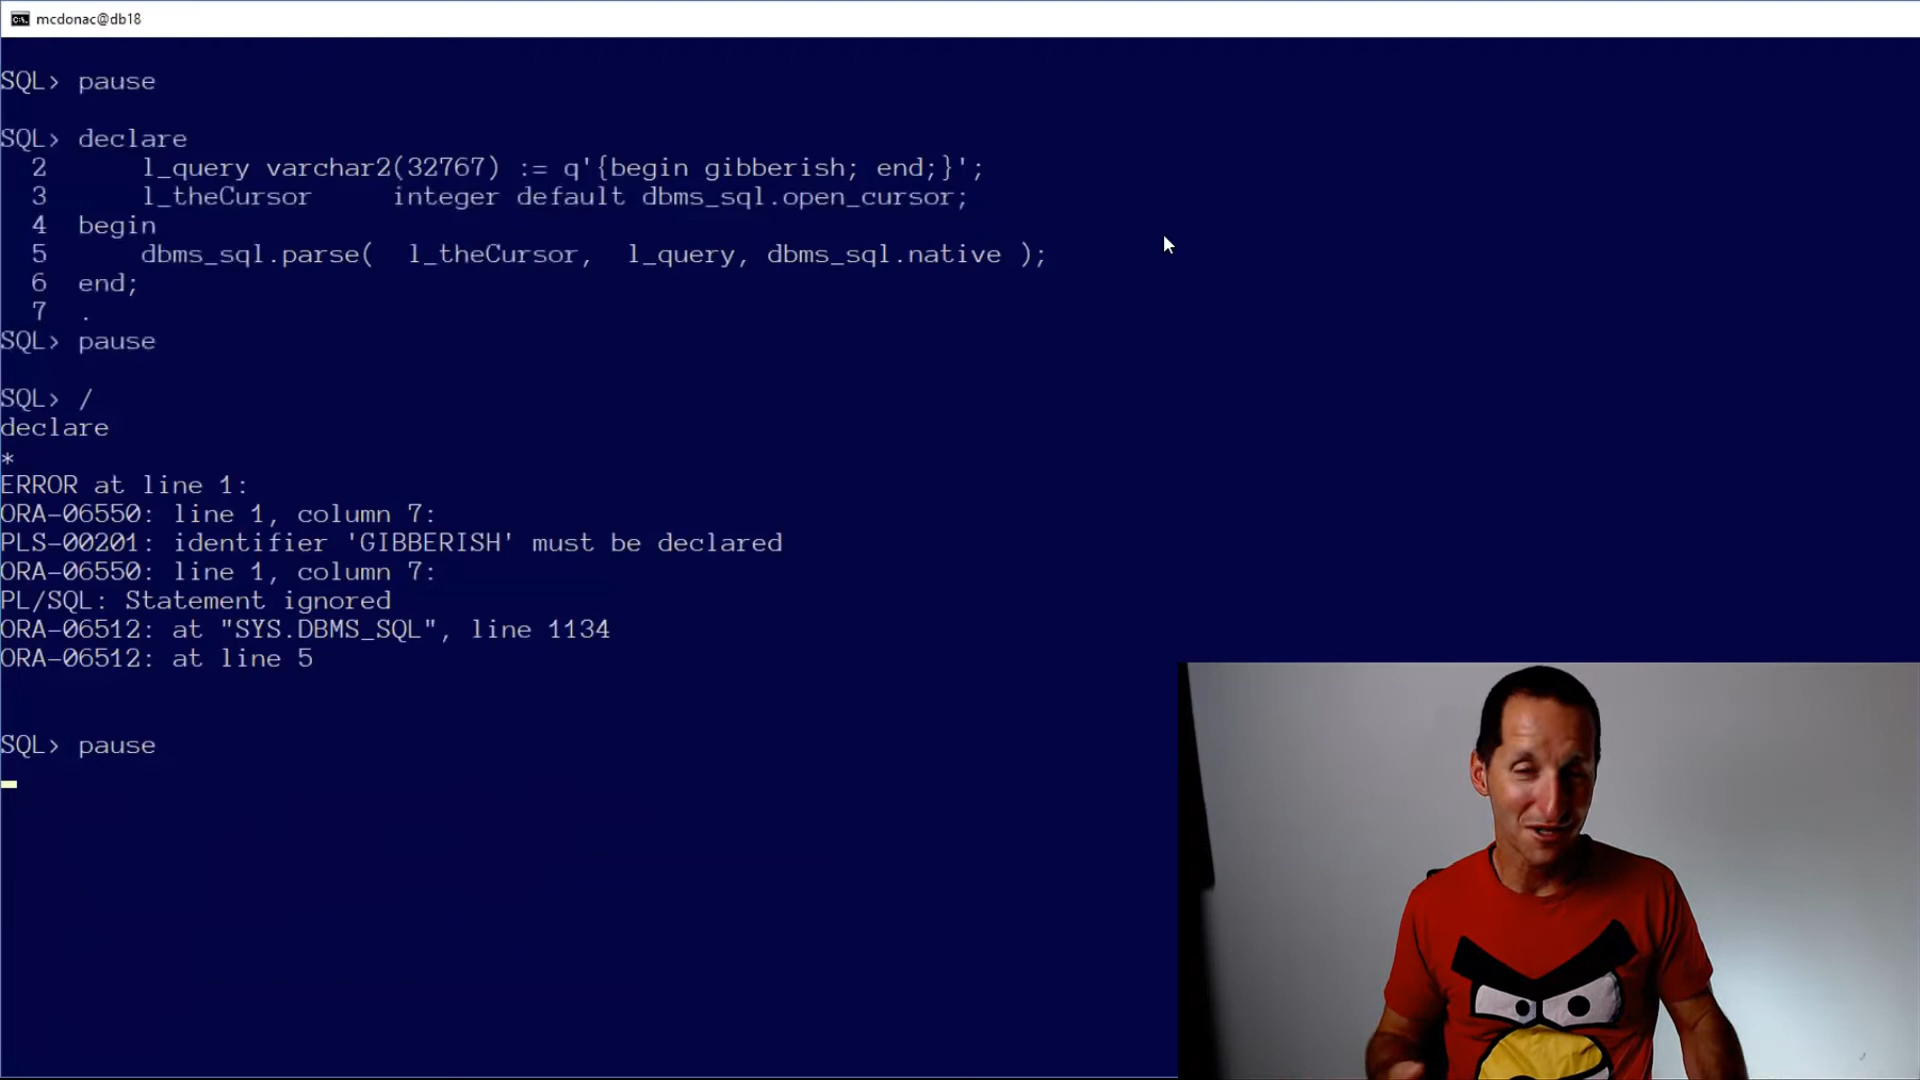 mcdonac@db18
SQL> pause
SQL> declare
2 l_query varchar2(32767) := q'{begin gibberish; end;}';
3 l_theCursor integer default dbms_sql.open_cursor;
4 begin
5 dbms_sql.parse( l_theCursor, l_query, dbms_sql.native );
6 end;
7 .
SQL> pause
SQL> /
declare
*
ERROR at line 1:
ORA-06550: line 1, column 7:
PLS-00201: identifier 'GIBBERISH' must be declared
ORA-06550: line 1, column 7:
PL/SQL: Statement ignored
ORA-06512: at "SYS.DBMS_SQL", line 1134
ORA-06512: at line 5
SQL> pause